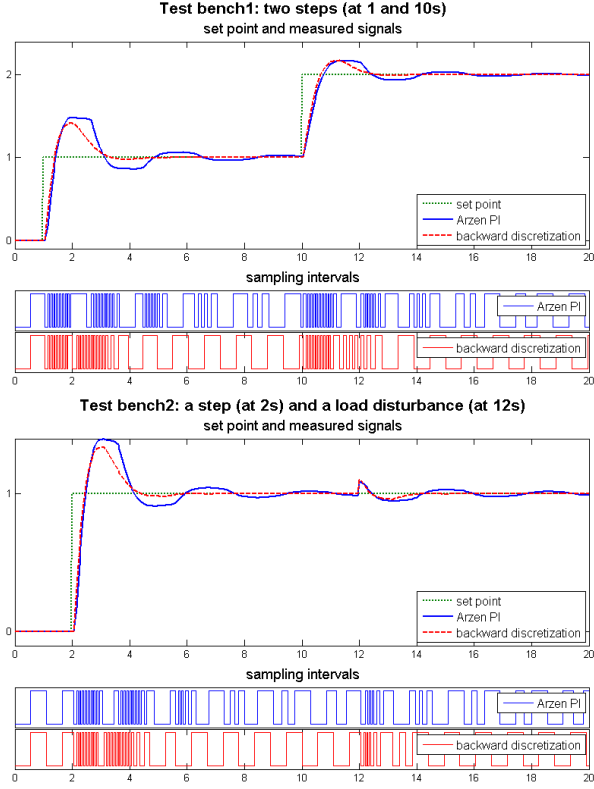 Test bench1: two steps (at 1 and 10s)
set point and measured signals
2
1
0
set point
Arzen PI
backward discretization
0 2 4 6 8 10 12 14 16 18 20
sampling intervals
Arzen PI
backward discretization
0 2 4 6 8 10 12 14 16 18 20
Test bench2: a step (at 2s) and a load disturbance (at 12s)
set point and measured signals
1
0
set point
Arzen PI
backward discretization
0 2 4 6 8 10 12 14 16 18 20
sampling intervals
Arzen PI
backward discretization
0 2 4 6 8 10 12 14 16 18 20